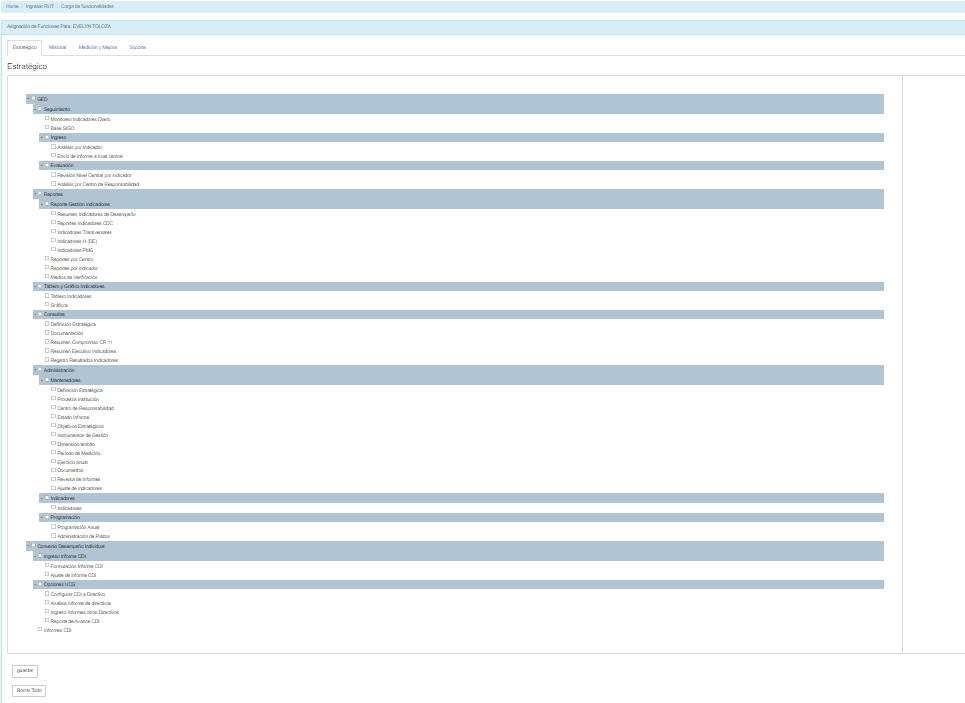 Home / Ingresar RUT / Carga de funcionalidades
Asignación de Funciones Para: EVELYN TOLOZA
Estratégico Misional Medición y Mejora Soporte
Estratégico
GED
Seguimiento
Monitoreo Indicadores Diario
Base SIGD
Ingreso
Análisis por Indicador
Envío de informe a nivel central
Evaluación
Revisión Nivel Central por indicador
Análisis por Centro de Responsabilidad
Reportes
Reporte Gestión Indicadores
Resumen Indicadores de Desempeño
Reportes Indicadores CDC
Indicadores Transversales
Indicadores H (DE)
Indicadores PMG
Reportes por Centro
Reportes por Indicador
Medios de Verificación
Tablero y Gráfico Indicadores
Tablero Indicadores
Gráficos
Consultas
Definición Estratégica
Documentación
Resumen Compromiso CR
Resumen Ejecutivo Indicadores
Registro Resultados Indicadores
Administración
Mantenedores
Definición Estratégica
Procesos Institución
Centro de Responsabilidad
Estado Informe
Objetivos Estratégicos
Instrumentos de Gestión
Dimensión/ámbito
Período de Medición
Ejercicio anual
Documentos
Reversa de Informes
Ajuste de indicadores
Indicadores
Indicadores
Programación
Programación Anual
Administración de Plazos
Convenio Desempeño Individual
Ingreso Informe CDI
Formulación Informe CDI
Ajuste de Informe CDI
Opciones UCG
Configurar CDI a Directivo
Análisis Informe de directivos
Ingreso Informes otros Directivos
Reporte de Avance CDI
Informes CDI
guardar
Borrar Todo